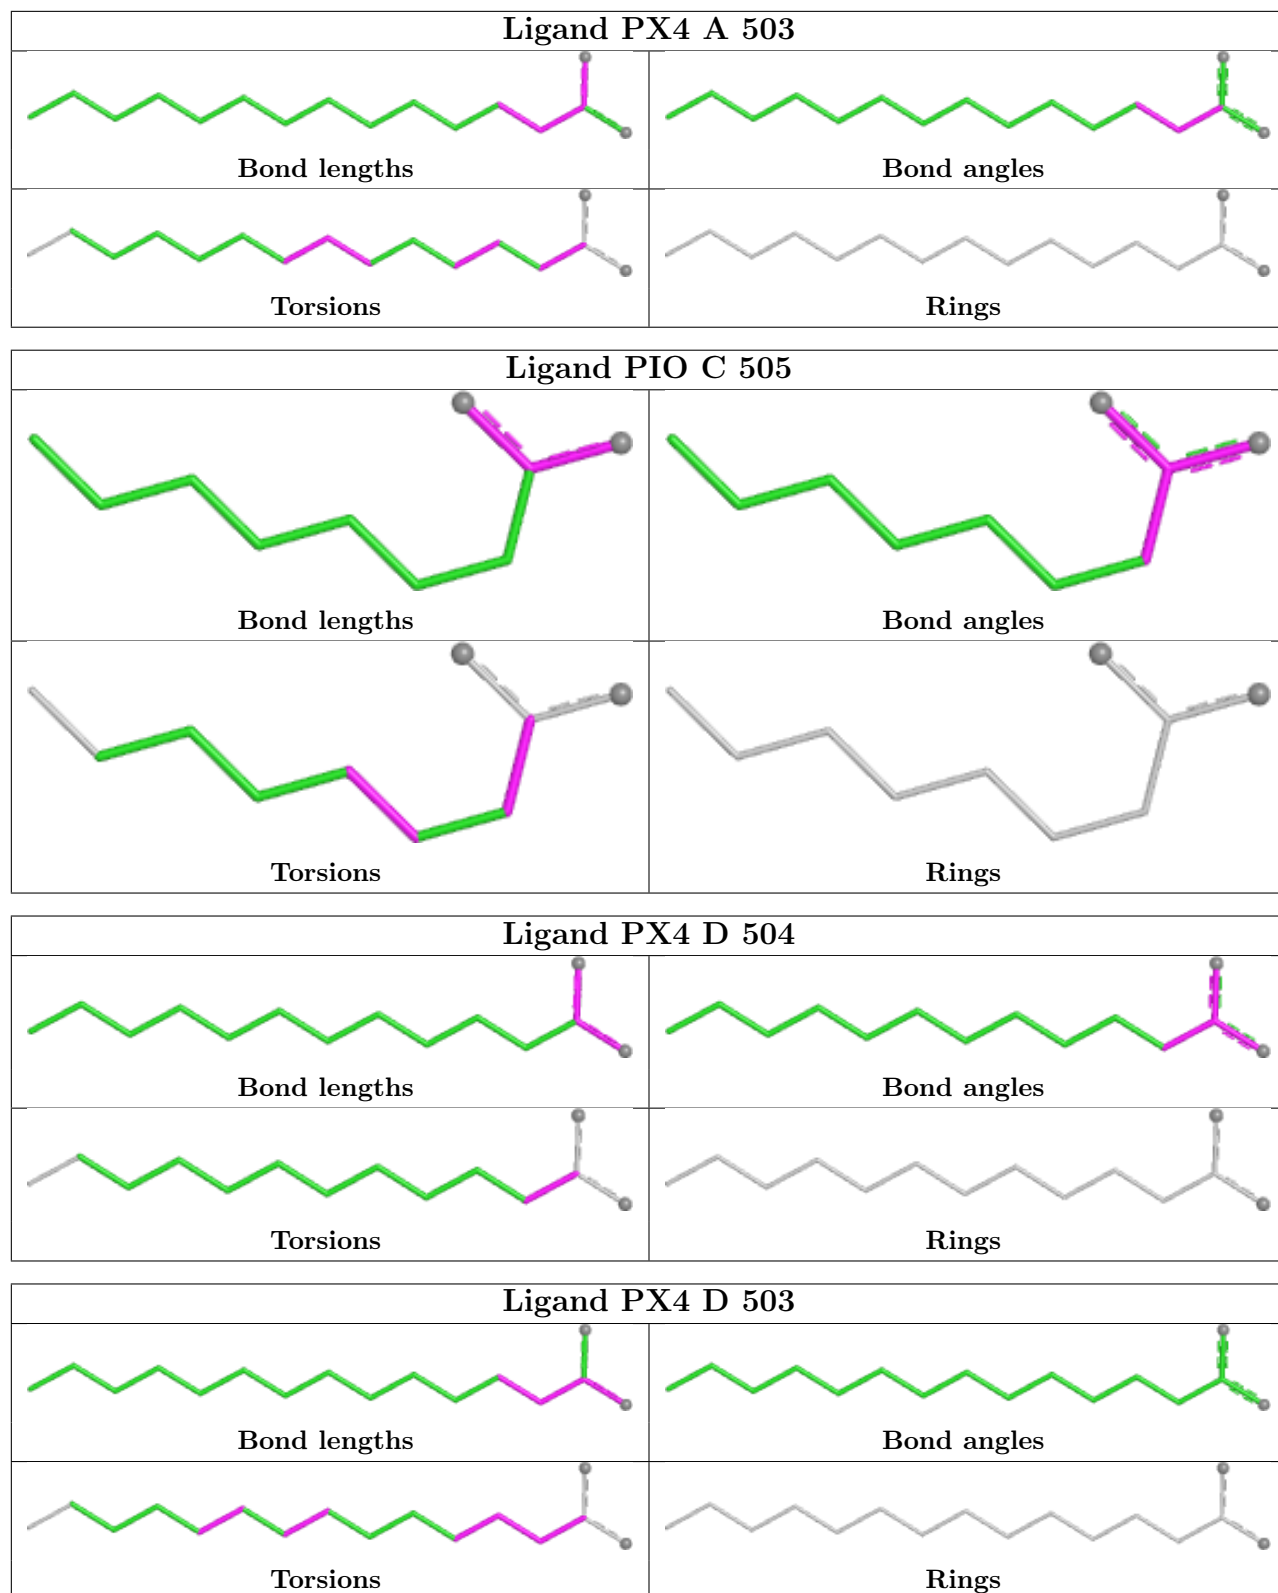 Ligand PX4 A 503
Bond lengths
Bond angles
Torsions
Rings
Ligand PIO C 505
Bond lengths
Bond angles
Torsions
Rings
Ligand PX4 D 504
Bond lengths
Bond angles
Torsions
Rings
Ligand PX4 D 503
Bond lengths
Bond angles
Torsions
Rings